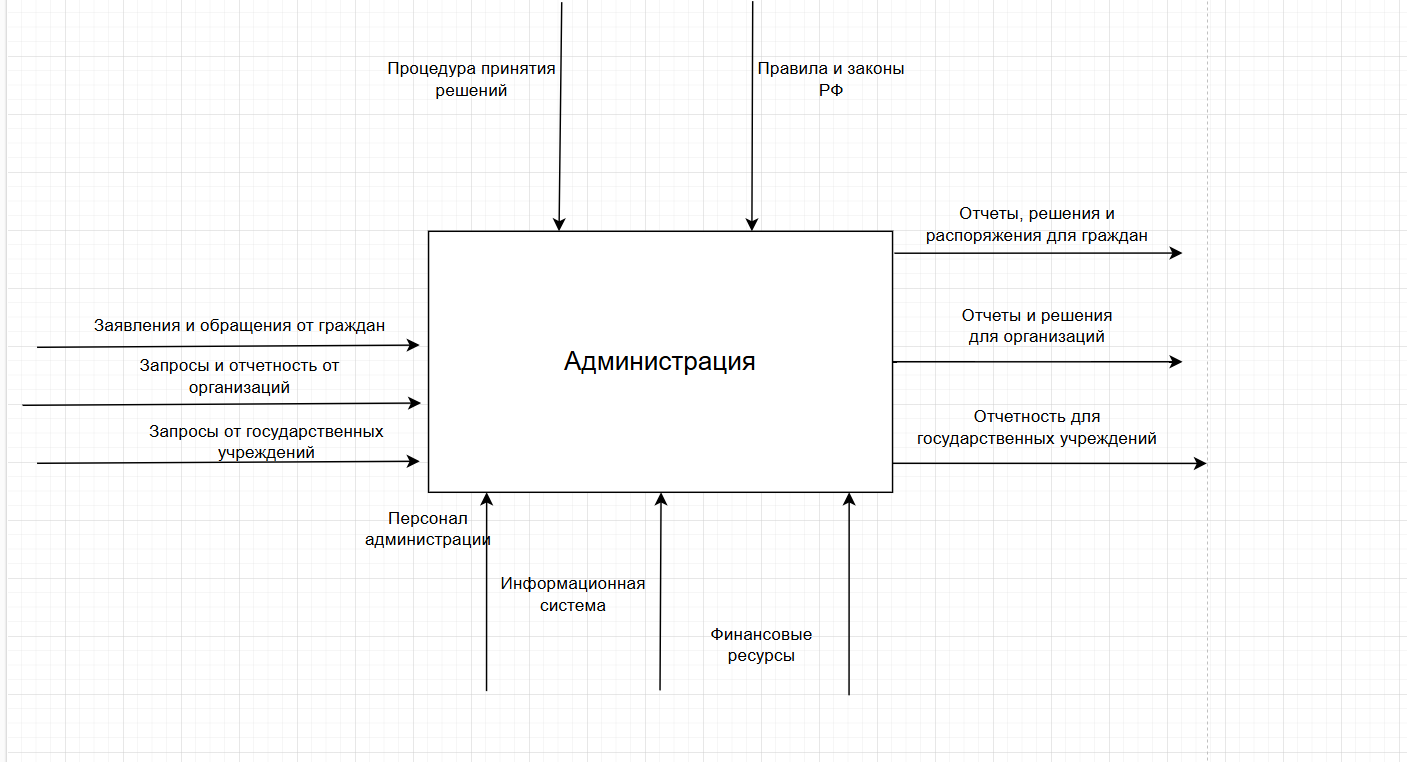 Процедура принятия
решений
Правила и законы
РФ
Отчеты, решения и
распоряжения для граждан
Заявления и обращения от граждан
Отчеты и решения
для организаций
Запросы и отчетность от
организаций
Администрация
Отчетность для
государственных учреждений
Запросы от государственных
учреждений
Персонал
администрации
Информационная
система
Финансовые
ресурсы